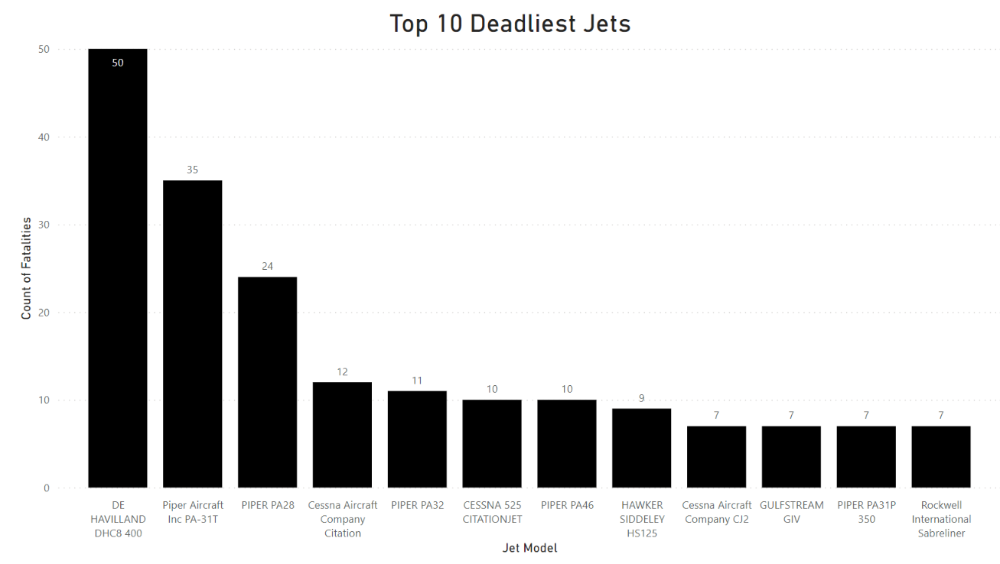 Top 10 Deadliest Jets
50
40
30
20
10
0
Count of Fatalities
50
35
24
12
11
10
10
9
7
7
7
7
DE
HAVILLAND
DHC8 400
Piper Aircraft
Inc PA-31T
PIPER PA28
Cessna Aircraft
Company
Citation
PIPER PA32
CESSNA 525
CITATIONJET
PIPER PA46
HAWKER
SIDDELEY
HS125
Cessna Aircraft
Company CJ2
GULFSTREAM
GIV
PIPER PA31P
350
Rockwell
International
Sabreliner
Jet Model